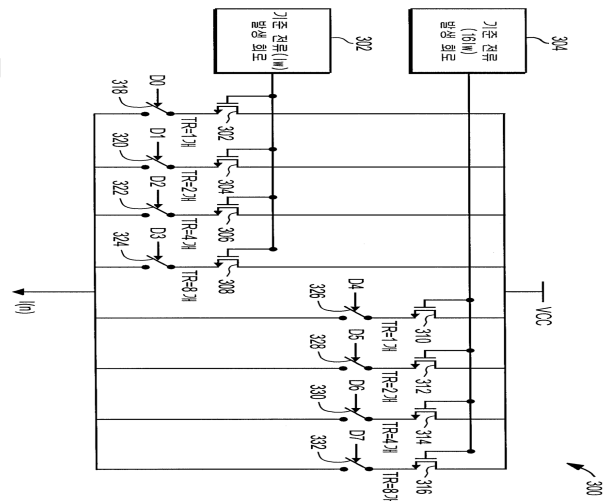 기준 전류(Iw)
발생 회로
302
기준 전류
(16Iw)
발생 회로
304
D0
318
TR=1개
302
D1
320
TR=2개
304
D2
322
TR=4개
306
D3
324
TR=8개
308
D4
326
TR=1개
310
D5
328
TR=2개
312
D6
330
TR=4개
314
D7
332
TR=8개
316
I(n)
VCC
300